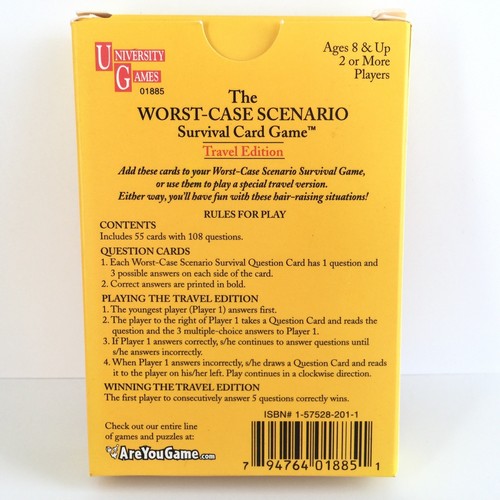 UNIVERSITY
GAMES
01885
Ages 8 & Up
2 or More
Players
The
WORST-CASE SCENARIO
Survival Card Game™
Travel Edition
Add these cards to your Worst-Case Scenario Survival Game,
or use them to play a special travel version.
Either way, you'll have fun with these hair-raising situations!
RULES FOR PLAY
CONTENTS
Includes 55 cards with 108 questions.
QUESTION CARDS
1. Each Worst-Case Scenario Survival Question Card has 1 question and
3 possible answers on each side of the card.
2. Correct answers are printed in bold.
PLAYING THE TRAVEL EDITION
1. The youngest player (Player 1) answers first.
2. The player to the right of Player 1 takes a Question Card and reads the
question and the 3 multiple-choice answers to Player 1.
3. If Player 1 answers correctly, s/he continues to answer questions until
s/he answers incorrectly.
4. When Player 1 answers incorrectly, s/he draws a Question Card and reads
it to the player on his/her left. Play continues in a clockwise direction.
WINNING THE TRAVEL EDITION
The first player to consecutively answer 5 questions correctly wins.
ISBN# 1-57528-201-1
Check out our entire line
of games and puzzles at:
AreYouGame.com
7 94764 01885 1